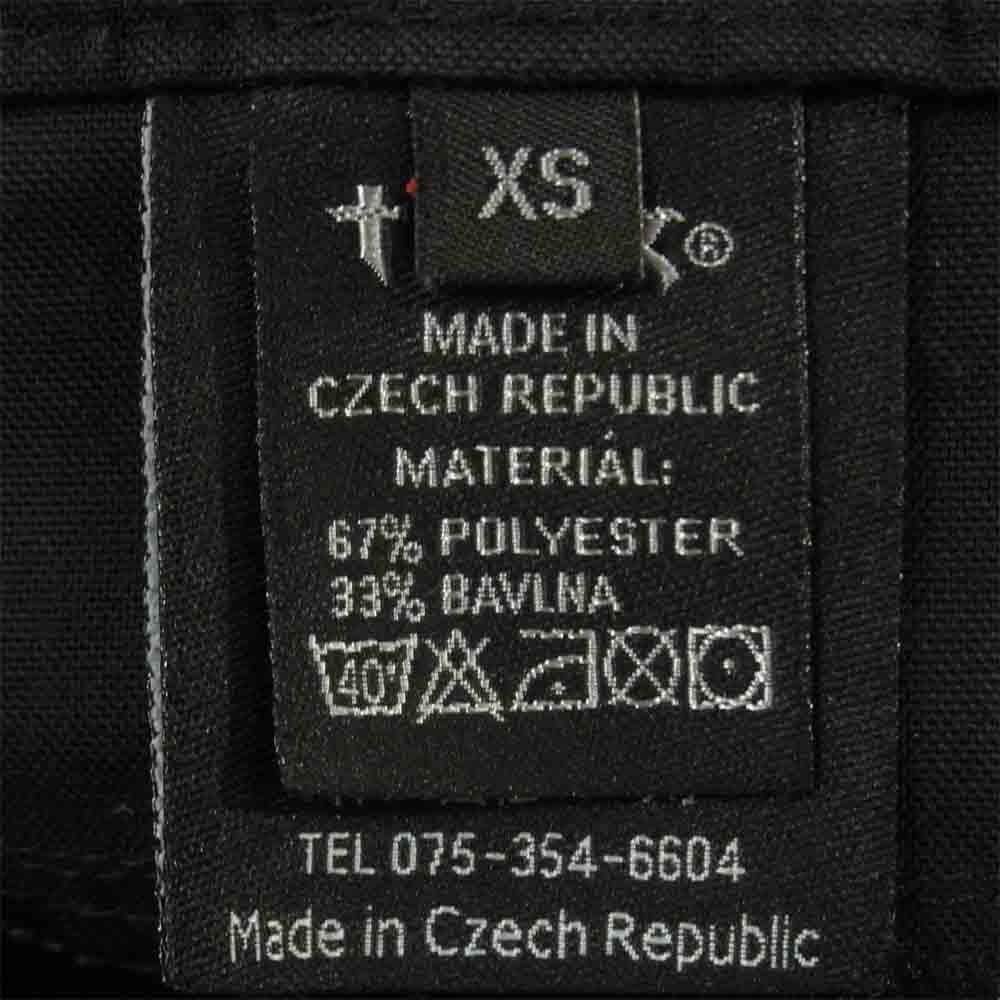 XS
®
MADE IN
CZECH REPUBLIC
MATERIÁL:
67% POLYESTER
33% BAVLNA
40°
TEL 075-354-6604
Made in Czech Republic